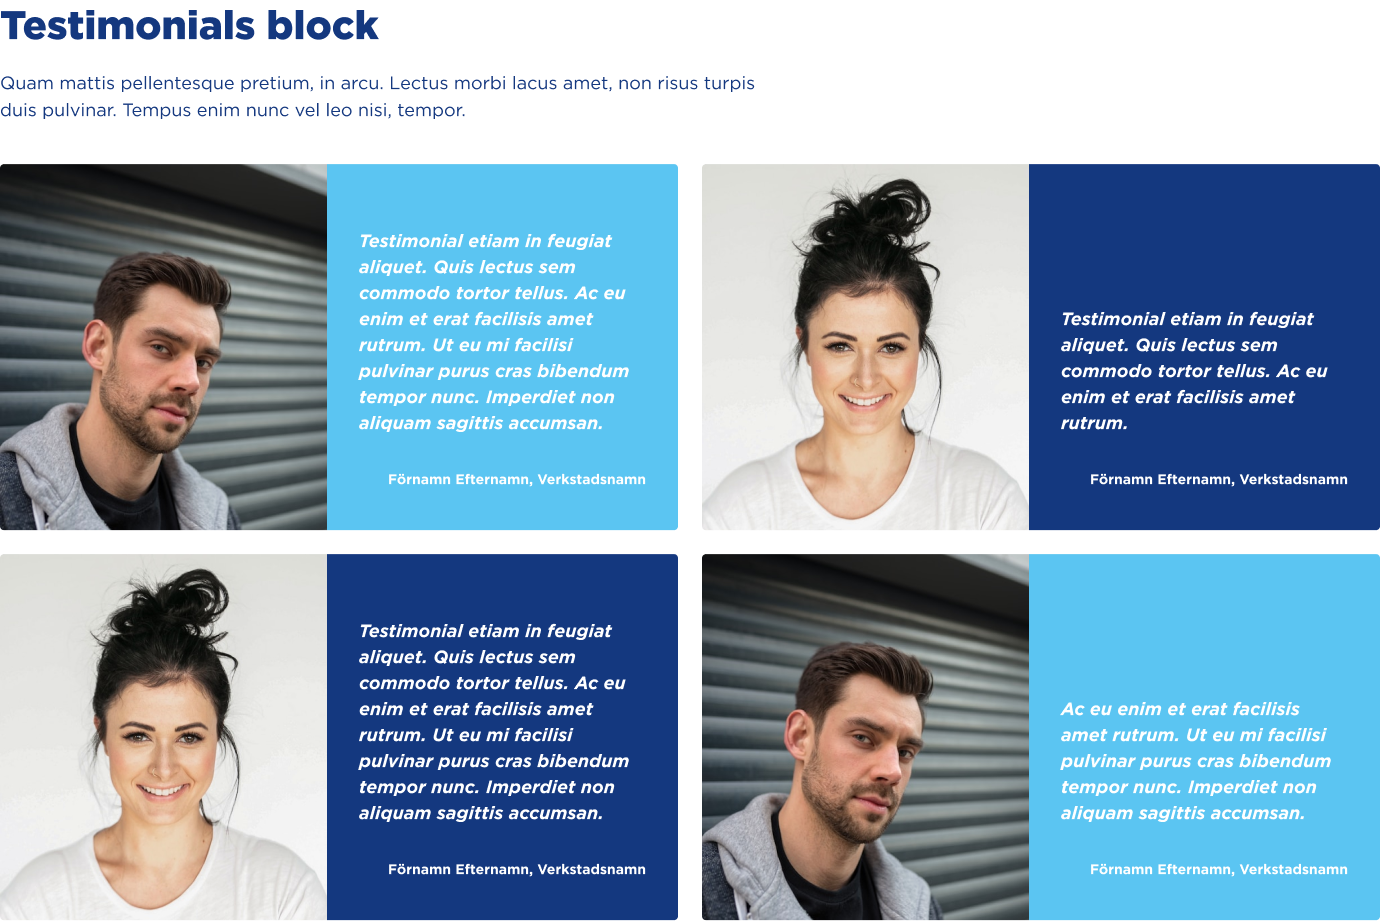 Testimonials block
Quam mattis pellentesque pretium, in arcu. Lectus morbi lacus amet, non risus turpis
duis pulvinar. Tempus enim nunc vel leo nisi, tempor.
Testimonial etiam in feugiat
aliquet. Quis lectus sem
commodo tortor tellus. Ac eu
enim et erat facilisis amet
rutrum. Ut eu mi facilisi
pulvinar purus cras bibendum
tempor nunc. Imperdiet non
aliquam sagittis accumsan.
Förnamn Efternamn, Verkstadsnamn
Testimonial etiam in feugiat
aliquet. Quis lectus sem
commodo tortor tellus. Ac eu
enim et erat facilisis amet
rutrum.
Förnamn Efternamn, Verkstadsnamn
Testimonial etiam in feugiat
aliquet. Quis lectus sem
commodo tortor tellus. Ac eu
enim et erat facilisis amet
rutrum. Ut eu mi facilisi
pulvinar purus cras bibendum
tempor nunc. Imperdiet non
aliquam sagittis accumsan.
Förnamn Efternamn, Verkstadsnamn
Ac eu enim et erat facilisis
amet rutrum. Ut eu mi facilisi
pulvinar purus cras bibendum
tempor nunc. Imperdiet non
aliquam sagittis accumsan.
Förnamn Efternamn, Verkstadsnamn